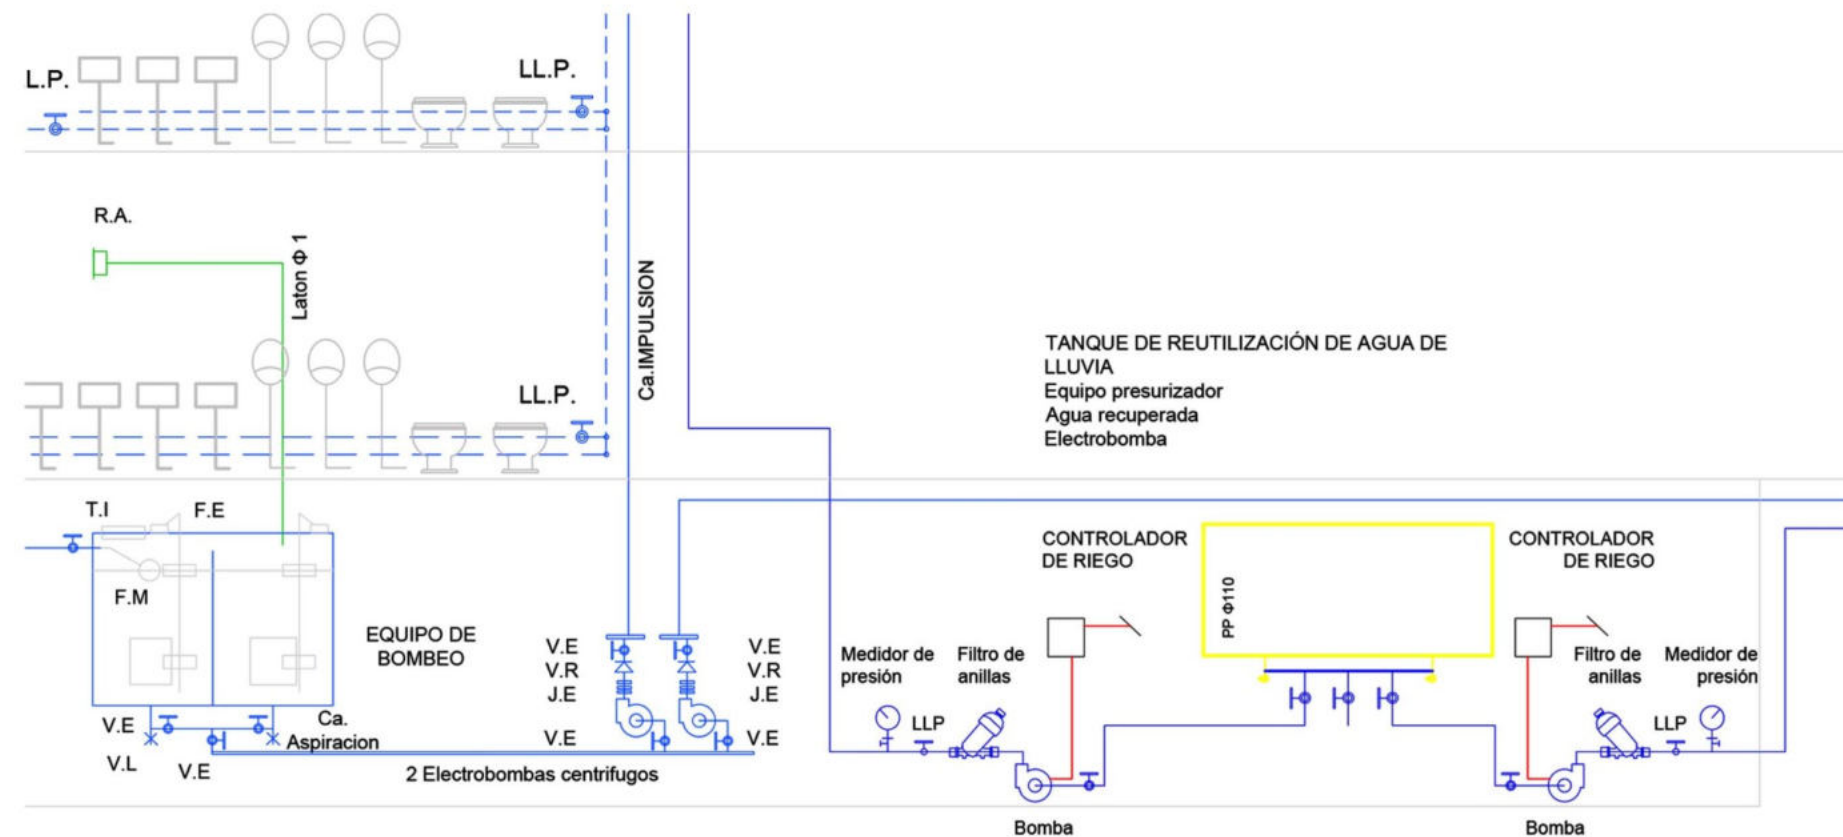 L.P.
LL.P.
R.A.
Laton Φ 1
Ca.IMPULSION
LL.P.
TANQUE DE REUTILIZACIÓN DE AGUA DE
LLUVIA
Equipo presurizador
Agua recuperada
Electrobomba
T.I
F.E
F.M
EQUIPO DE
BOMBEO
V.E
V.R
J.E
V.E
V.E
V.R
J.E
V.E
V.E
V.L
V.E
Ca.
Aspiracion
2 Electrobombas centrifugos
CONTROLADOR
DE RIEGO
Medidor de
presión
Filtro de
anillas
LLP
Bomba
PP Φ110
CONTROLADOR
DE RIEGO
Filtro de
anillas
Medidor de
presión
LLP
Bomba